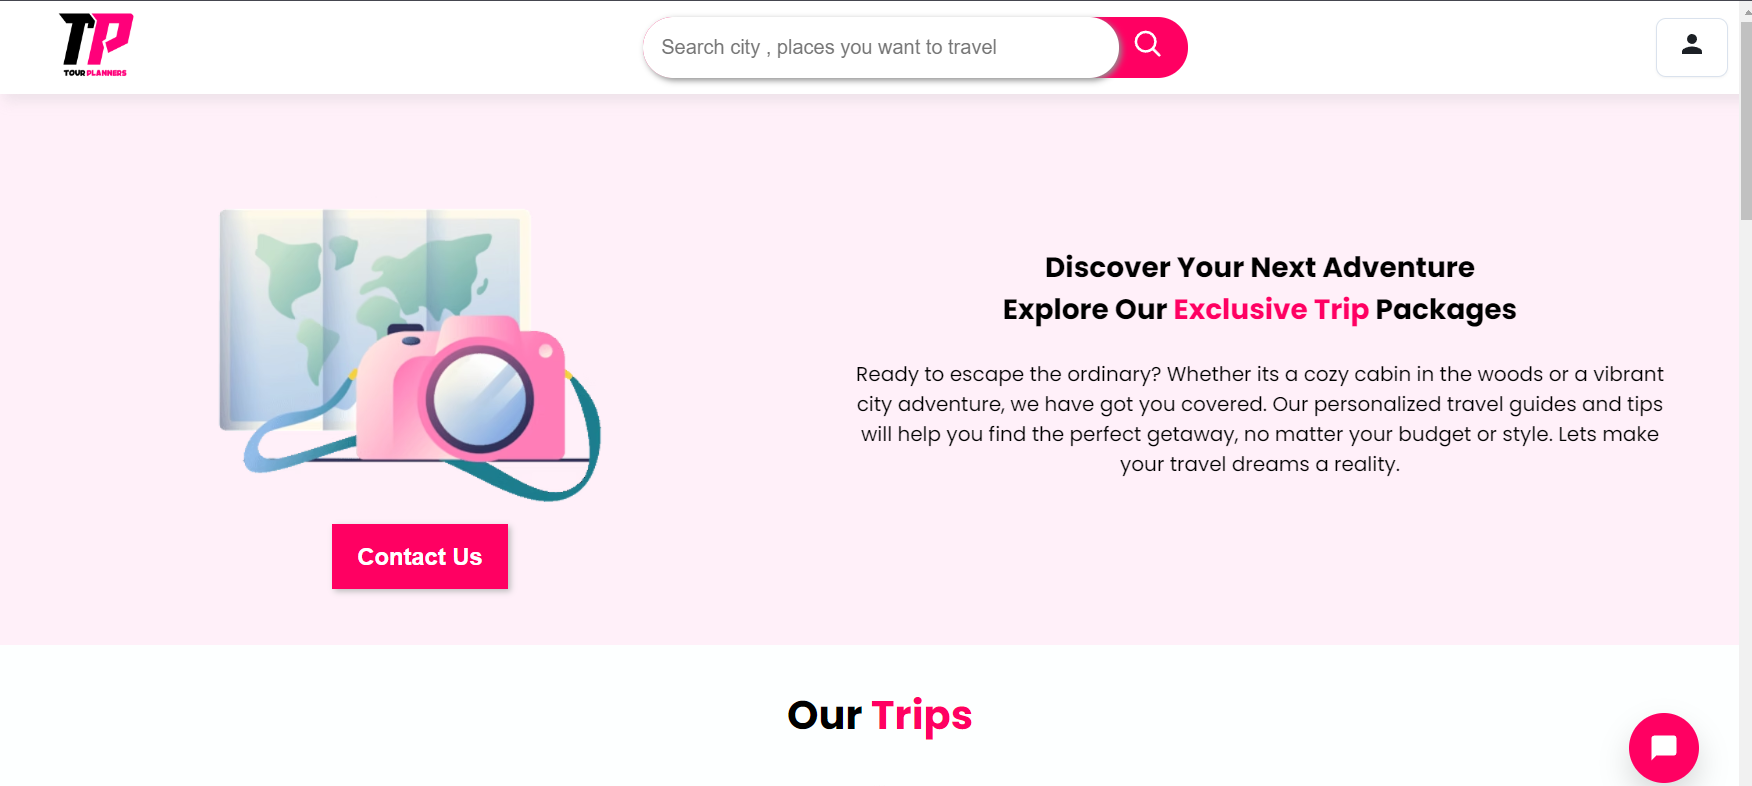 TP
TOUR PLANNERS
Search city , places you want to travel
Discover Your Next Adventure
Explore Our Exclusive Trip Packages
Ready to escape the ordinary? Whether its a cozy cabin in the woods or a vibrant
city adventure, we have got you covered. Our personalized travel guides and tips
will help you find the perfect getaway, no matter your budget or style. Lets make
your travel dreams a reality.
Contact Us
Our Trips